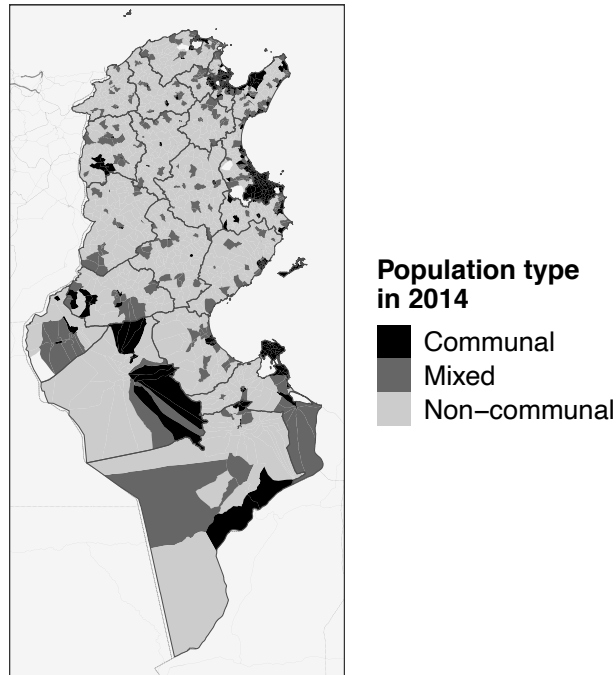 Population type
in 2014
Communal
Mixed
Non−communal